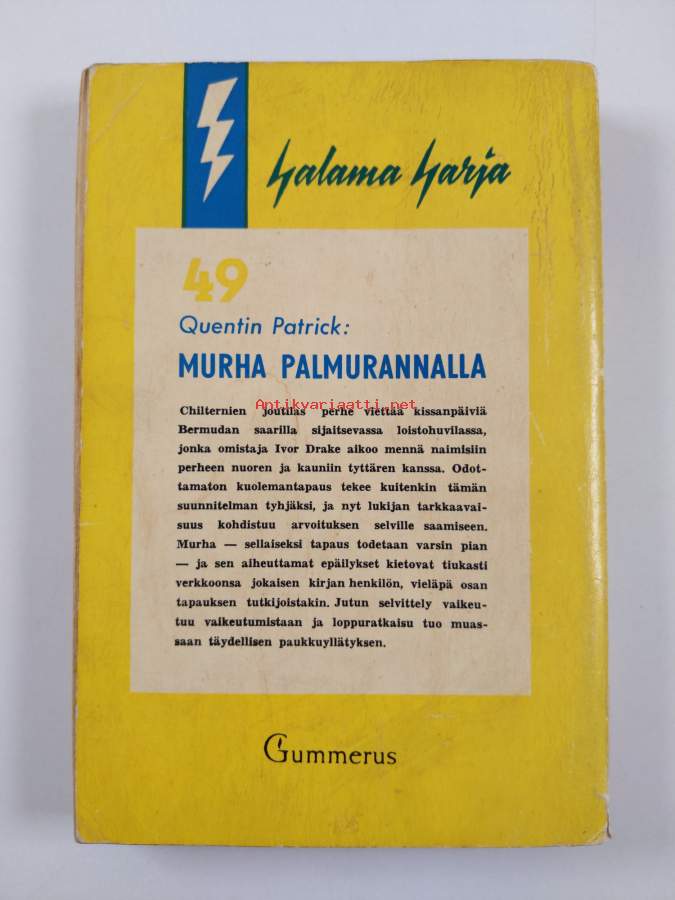 Salama Sarja
49
Quentin Patrick:
MURHA PALMURANNALLA
Antikvariaatti.net
Chilternien joutilas perhe viettää kissanpäiviä
Bermudan saarilla sijaitsevassa loistohuvilassa,
jonka omistaja Ivor Drake aikoo mennä naimisiin
perheen nuoren ja kauniin tyttären kanssa. Odot-
tamaton kuolemantapaus tekee kuitenkin tämän
suunnitelman tyhjäksi, ja nyt lukijan tarkkaavai-
suus kohdistuu arvoituksen selville saamiseen.
Murha — sellaiseksi tapaus todetaan varsin pian
— ja sen aiheuttamat epäilykset kietovat tiukasti
verkkoonsa jokaisen kirjan henkilön, vieläpä osan
tapauksen tutkijoistakin. Jutun selvittely vaikeu-
tuu vaikeutumistaan ja loppuratkaisu tuo muas-
saan täydellisen paukkuyllätyksen.
Gummerus